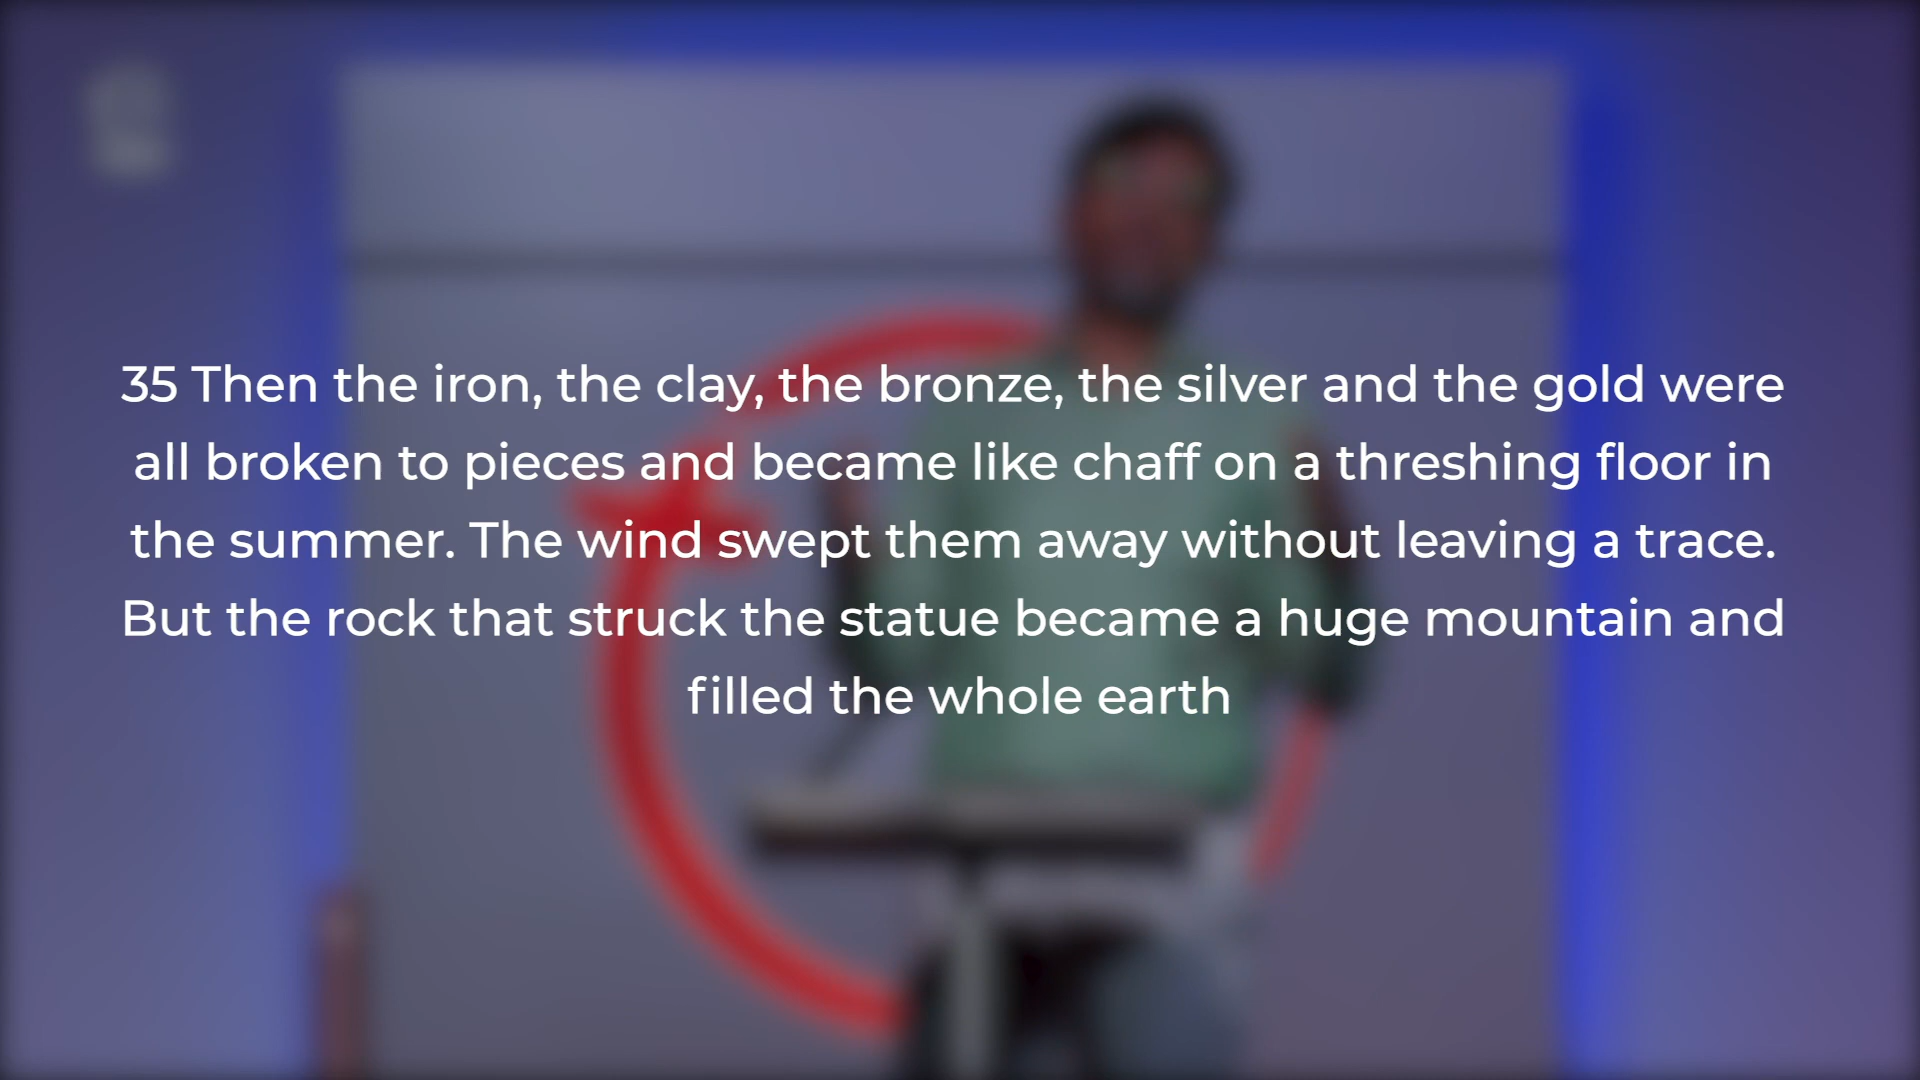 35 Then the iron, the clay, the bronze, the silver and the gold were
all broken to pieces and became like chaff on a threshing floor in
the summer. The wind swept them away without leaving a trace.
But the rock that struck the statue became a huge mountain and
filled the whole earth